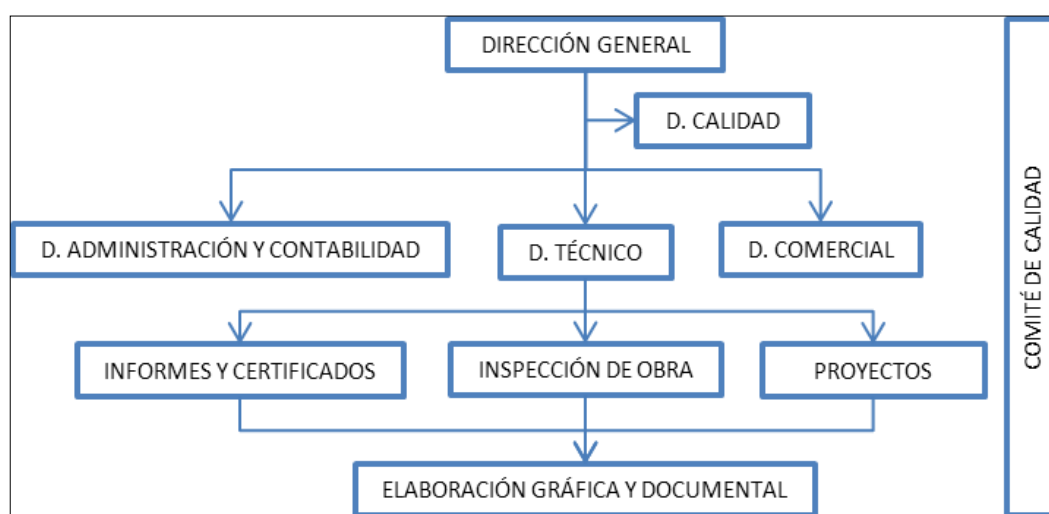 DIRECCIÓN GENERAL
D. CALIDAD
D. ADMINISTRACIÓN Y CONTABILIDAD
D. TÉCNICO
D. COMERCIAL
INFORMES Y CERTIFICADOS
INSPECCIÓN DE OBRA
PROYECTOS
ELABORACIÓN GRÁFICA Y DOCUMENTAL
COMITÉ DE CALIDAD